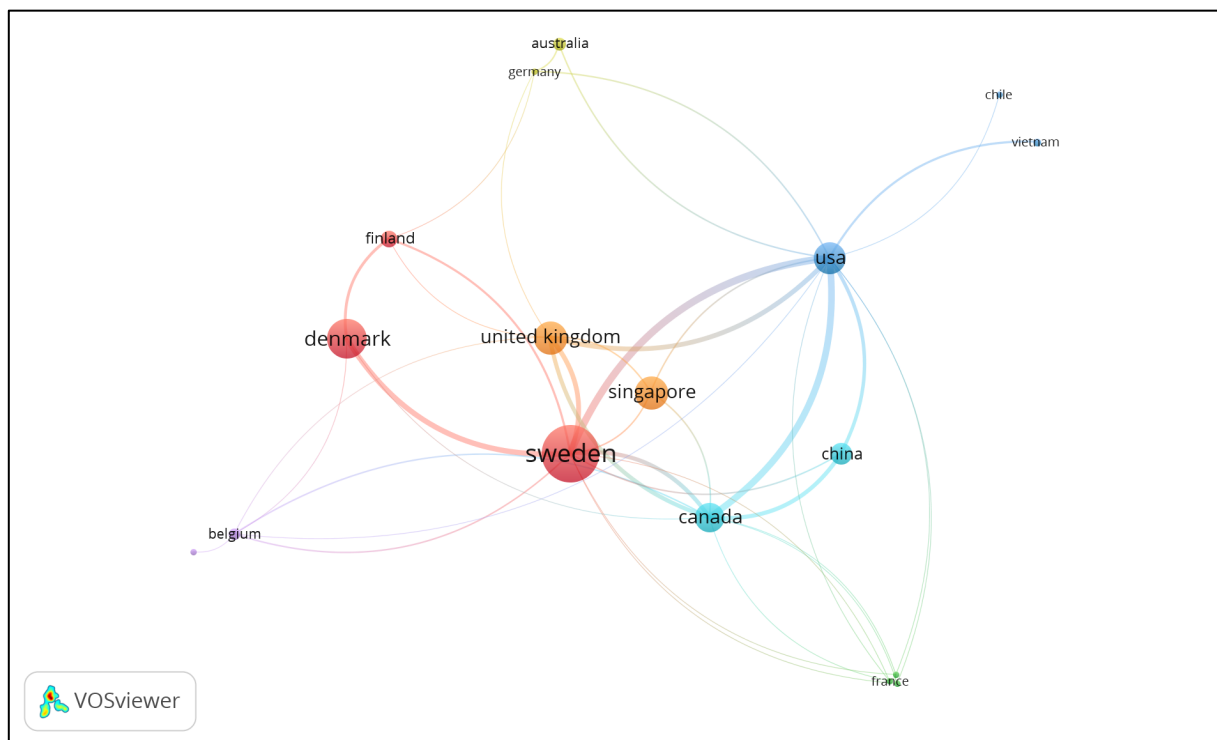 australia
germany
chile
vietnam
finland
usa
united kingdom
denmark
singapore
sweden
china
canada
belgium
france
VOSviewer